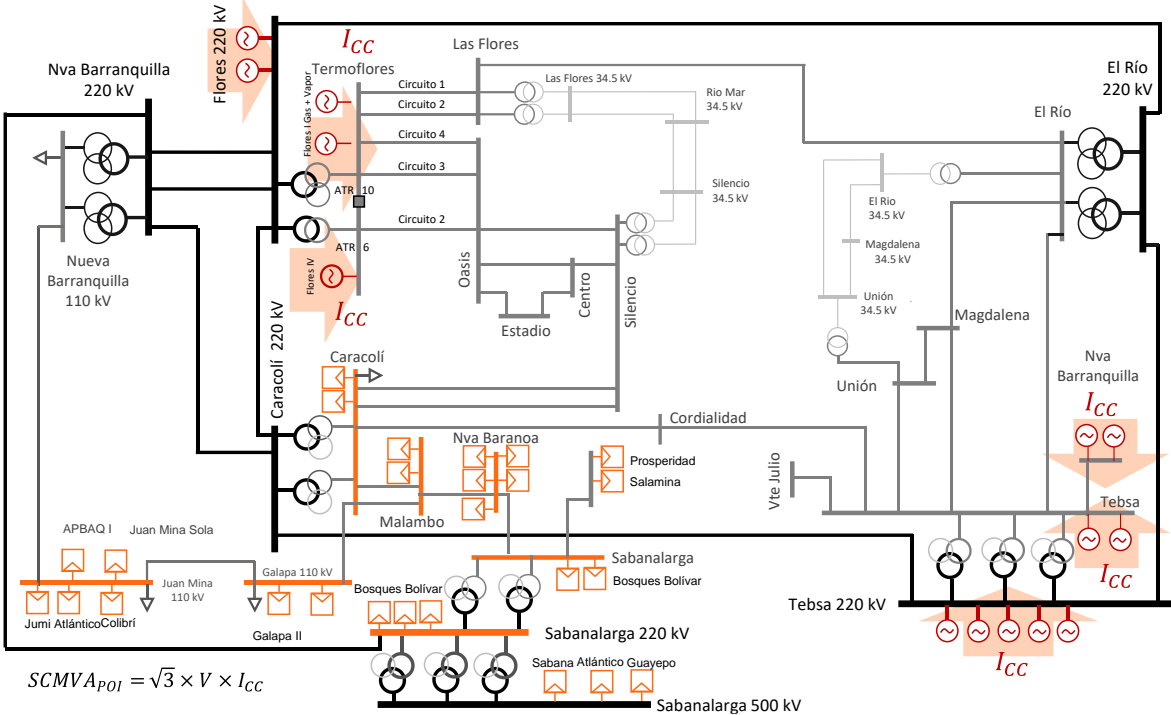 Nva Barranquilla
220 kV
Flores 220 kV
I_CC
Termoflores
Flores I Gas + Vapor
Circuito 1
Circuito 2
Circuito 4
Circuito 3
Circuito 2
ATR 10
ATR 6
Flores IV
I_CC
Las Flores
Las Flores 34.5 kV
Rio Mar
34.5 kV
Silencio
34.5 kV
El Río
220 kV
El Río
El Rio
34.5 kV
Magdalena
34.5 kV
Unión
34.5 kV
Magdalena
Unión
Nueva
Barranquilla
110 kV
Oasis
Estadio
Centro
Silencio
Caracolí 220 kV
Caracolí
Cordialidad
Nva
Barranquilla
I_CC
Nva Baranoa
Prosperidad
Salamina
Vte Julio
Tebsa
Malambo
APBAQ I
Juan Mina Sola
Juan Mina
110 kV
Galapa 110 kV
Jumi
Atlántico
Colibrí
Galapa II
Sabanalarga
Bosques Bolívar
Bosques Bolívar
I_CC
Tebsa 220 kV
I_CC
Sabanalarga 220 kV
Sabana
Atlántico
Guayepo
SCMVA_POI = √3 × V × I_CC
Sabanalarga 500 kV